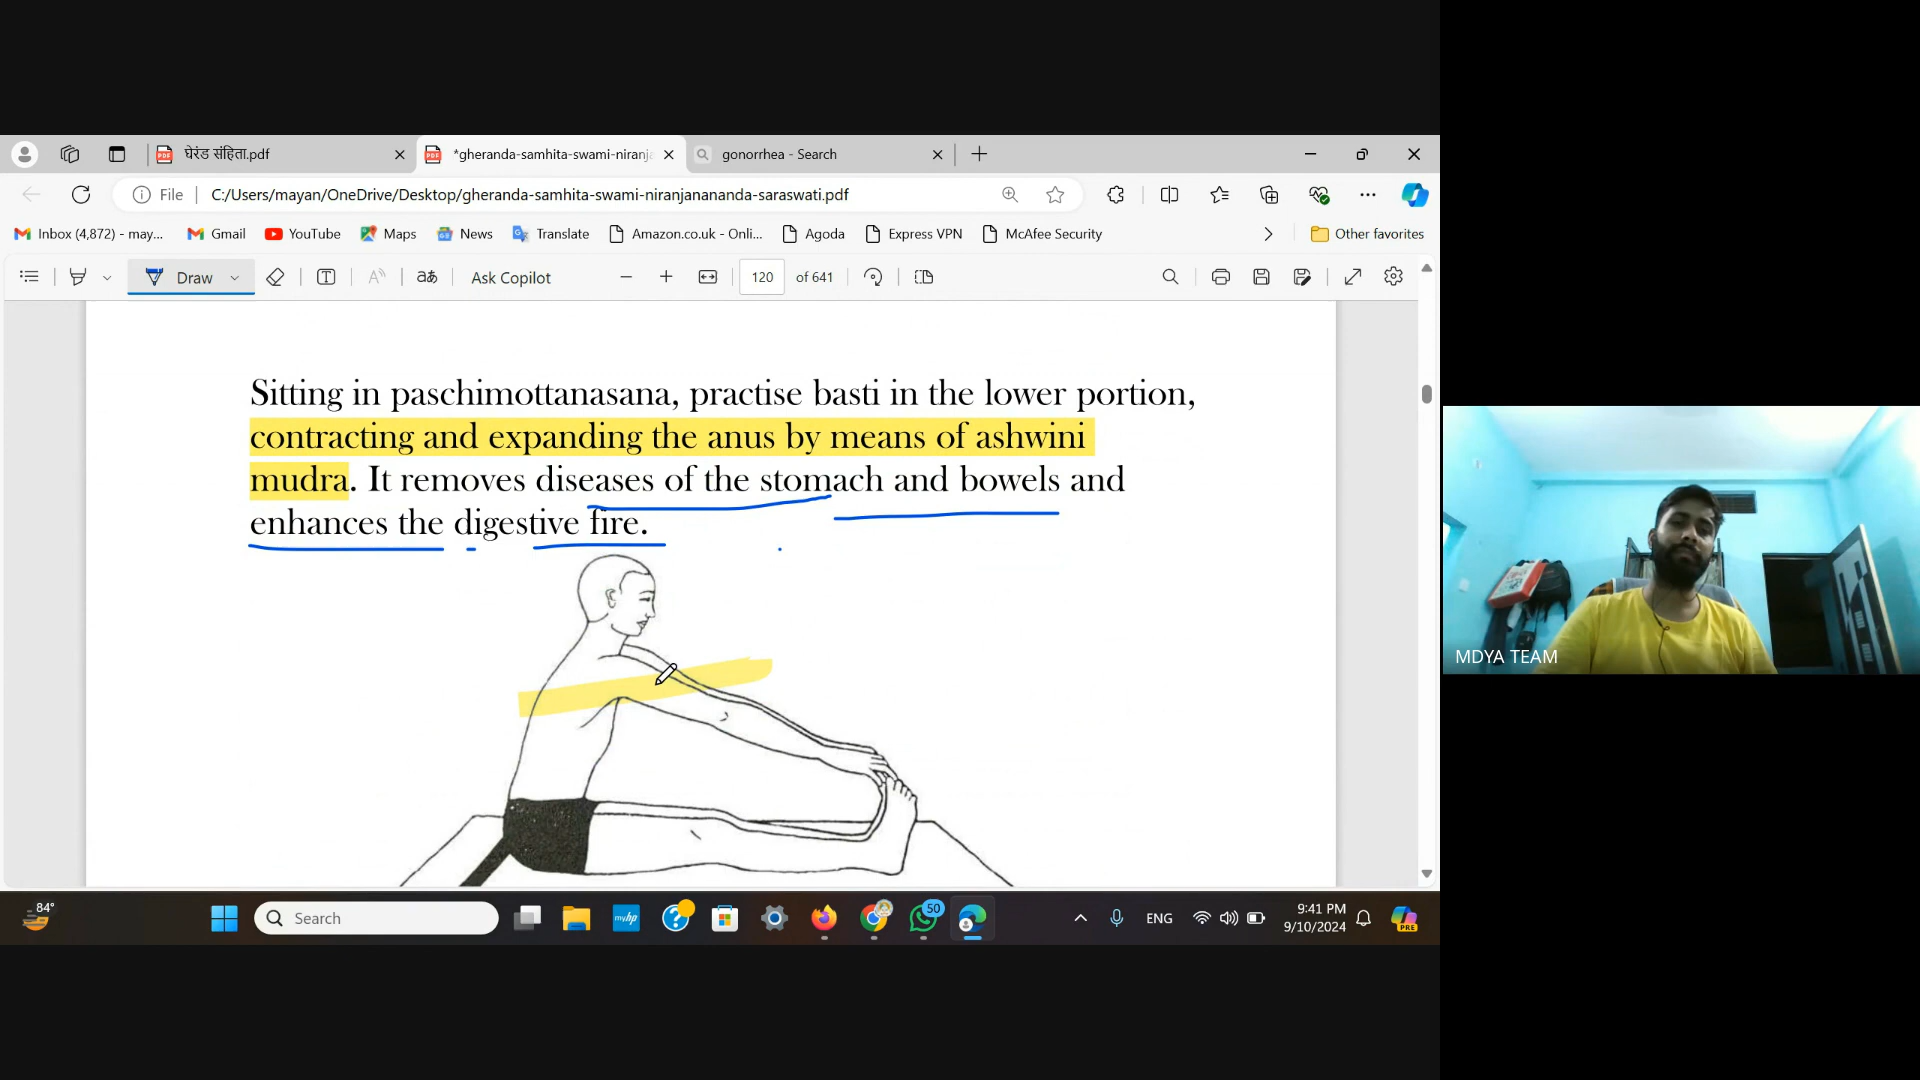 घेरंड संहिता.pdf
*gheranda-samhita-swami-niranja
gonorrhea - Search
File
C:/Users/mayan/OneDrive/Desktop/gheranda-samhita-swami-niranjanananda-saraswati.pdf
Inbox (4,872) - may...
Gmail
YouTube
Maps
News
Translate
Amazon.co.uk - Onli...
Agoda
Express VPN
McAfee Security
Other favorites
Draw
Ask Copilot
120
of 641
Sitting in paschimottanasana, practise basti in the lower portion,
contracting and expanding the anus by means of ashwini
mudra. It removes diseases of the stomach and bowels and
enhances the digestive fire.
MDYA TEAM
84°
Search
myhp
50
ENG
9:41 PM
9/10/2024
PRE